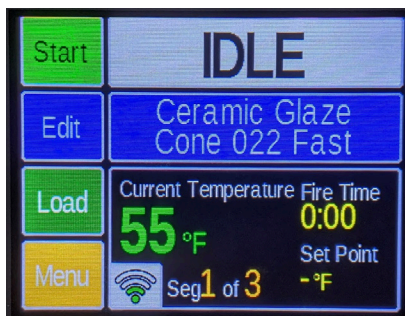 Start
IDLE
Edit
Ceramic Glaze
Cone 022 Fast
Load
Current Temperature
55 °F
Fire Time
0:00
Set Point
- °F
Menu
Seg 1 of 3